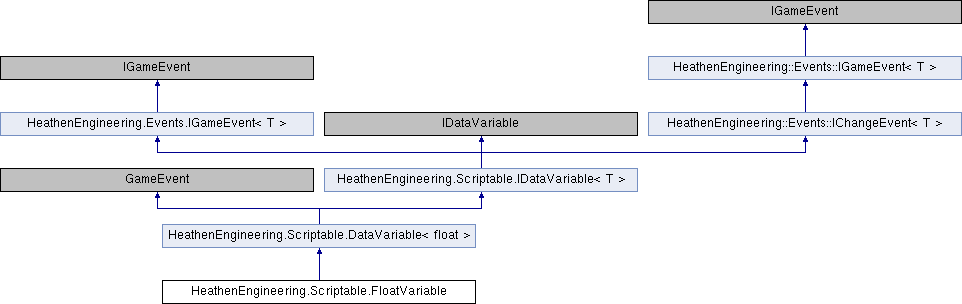 IGameEvent
IGameEvent
HeathenEngineering::Events::IGameEvent< T >
HeathenEngineering.Events.IGameEvent< T >
IDataVariable
HeathenEngineering::Events::IChangeEvent< T >
GameEvent
HeathenEngineering.Scriptable.IDataVariable< T >
HeathenEngineering.Scriptable.DataVariable< float >
HeathenEngineering.Scriptable.FloatVariable